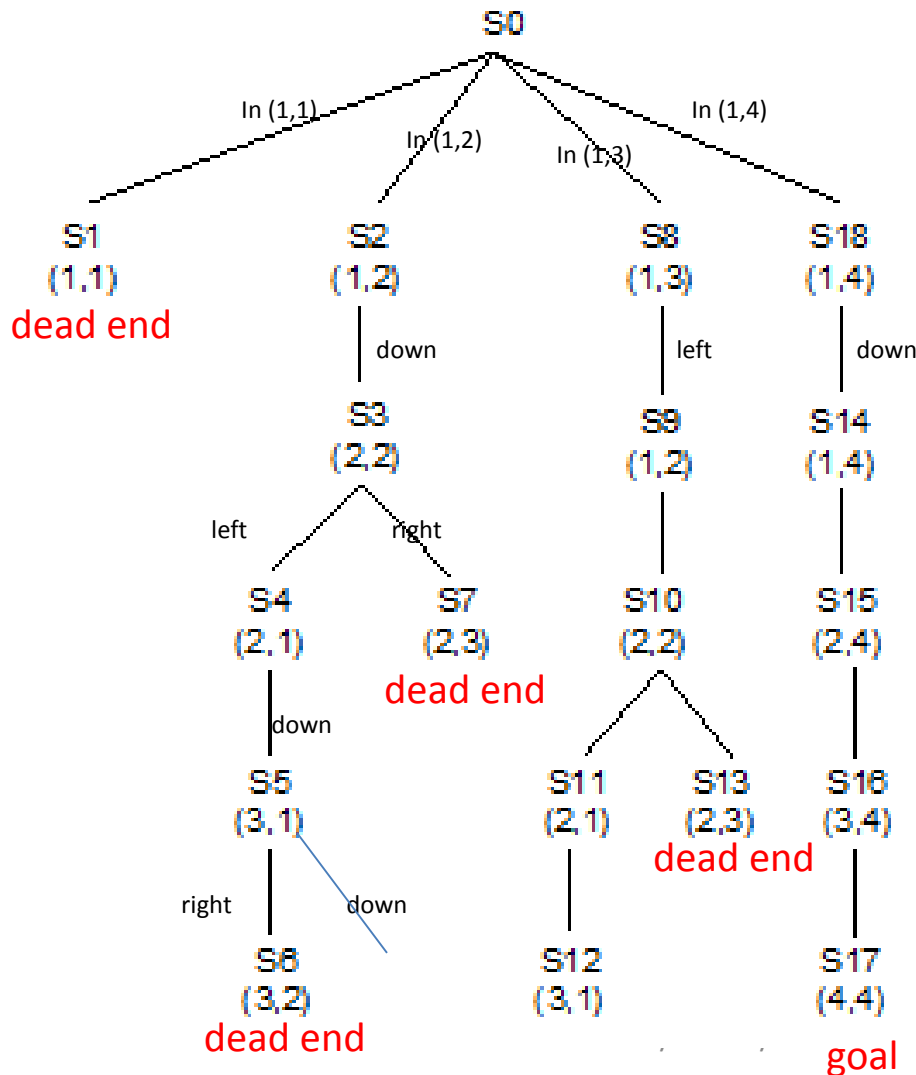 S0
In (1,1)
In (1,2)
In (1,3)
In (1,4)
S1
(1,1)
dead end
S2
(1,2)
S8
(1,3)
S18
(1,4)
down
left
down
S3
(2,2)
S9
(1,2)
S14
(1,4)
left
right
S4
(2,1)
S7
(2,3)
dead end
S10
(2,2)
S15
(2,4)
down
S5
(3,1)
S11
(2,1)
S13
(2,3)
dead end
S16
(3,4)
right
down
S6
(3,2)
dead end
S12
(3,1)
S17
(4,4)
goal